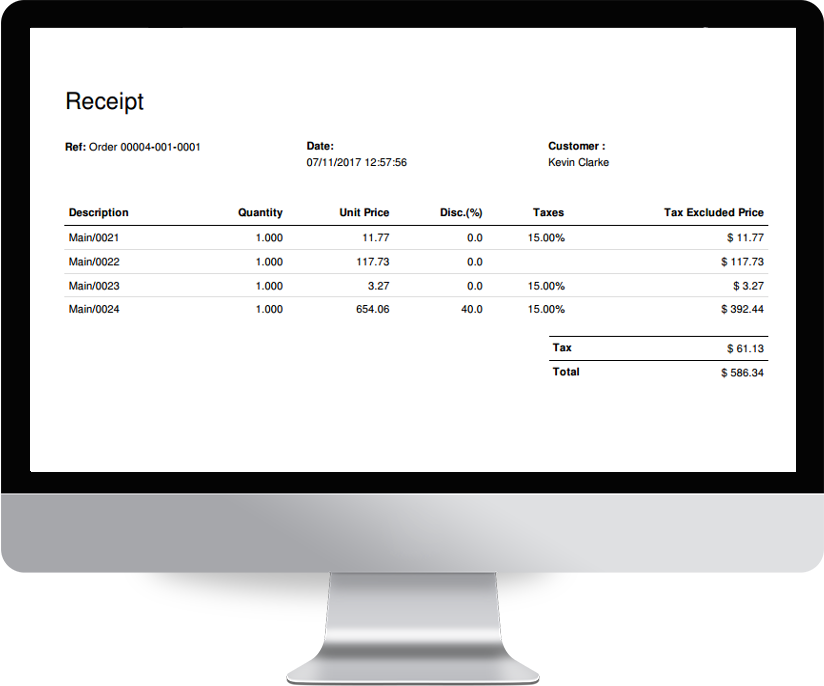 Receipt
Ref: Order 00004-001-0001 Date: Customer :
07/11/2017 12:57:56 Kevin Clarke
Description Quantity Unit Price Disc.(%) Taxes Tax Excluded Price
Main/0021 1.000 11.77 0.0 15.00% $ 11.77
Main/0022 1.000 117.73 0.0 $ 117.73
Main/0023 1.000 3.27 0.0 15.00% $ 3.27
Main/0024 1.000 654.06 40.0 15.00% $ 392.44
Tax $ 61.13
Total $ 586.34